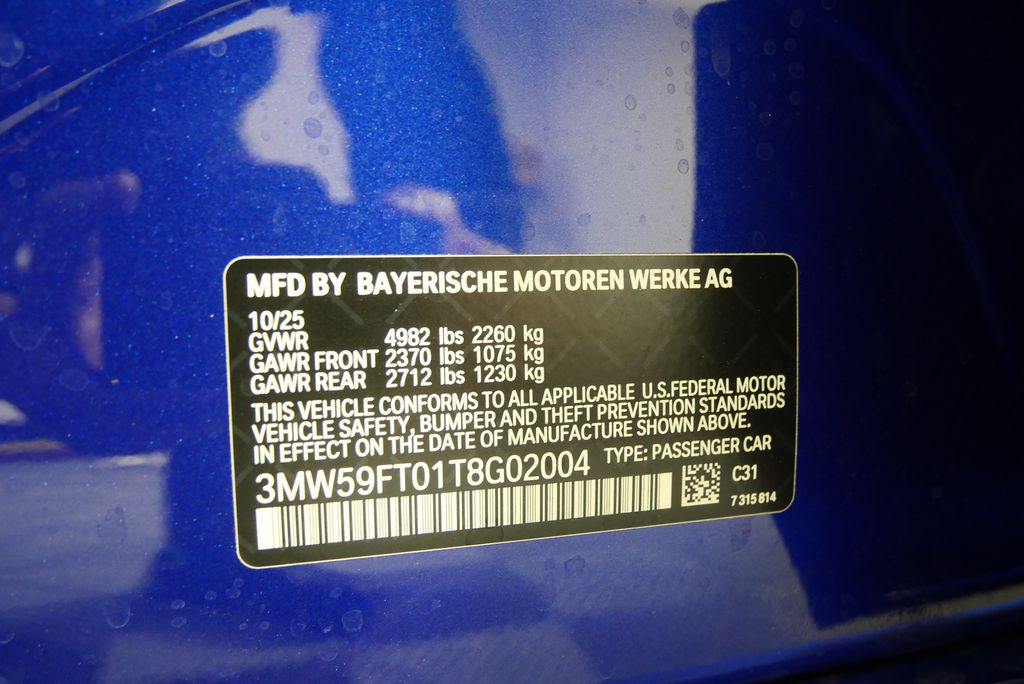 MFD BY BAYERISCHE MOTOREN WERKE AG
10/25
GVWR 4982 lbs 2260 kg
GAWR FRONT 2370 lbs 1075 kg
GAWR REAR 2712 lbs 1230 kg
THIS VEHICLE CONFORMS TO ALL APPLICABLE U.S.FEDERAL MOTOR
VEHICLE SAFETY, BUMPER AND THEFT PREVENTION STANDARDS
IN EFFECT ON THE DATE OF MANUFACTURE SHOWN ABOVE.
3MW59FT01T8G02004 TYPE: PASSENGER CAR
C31
7 315 814